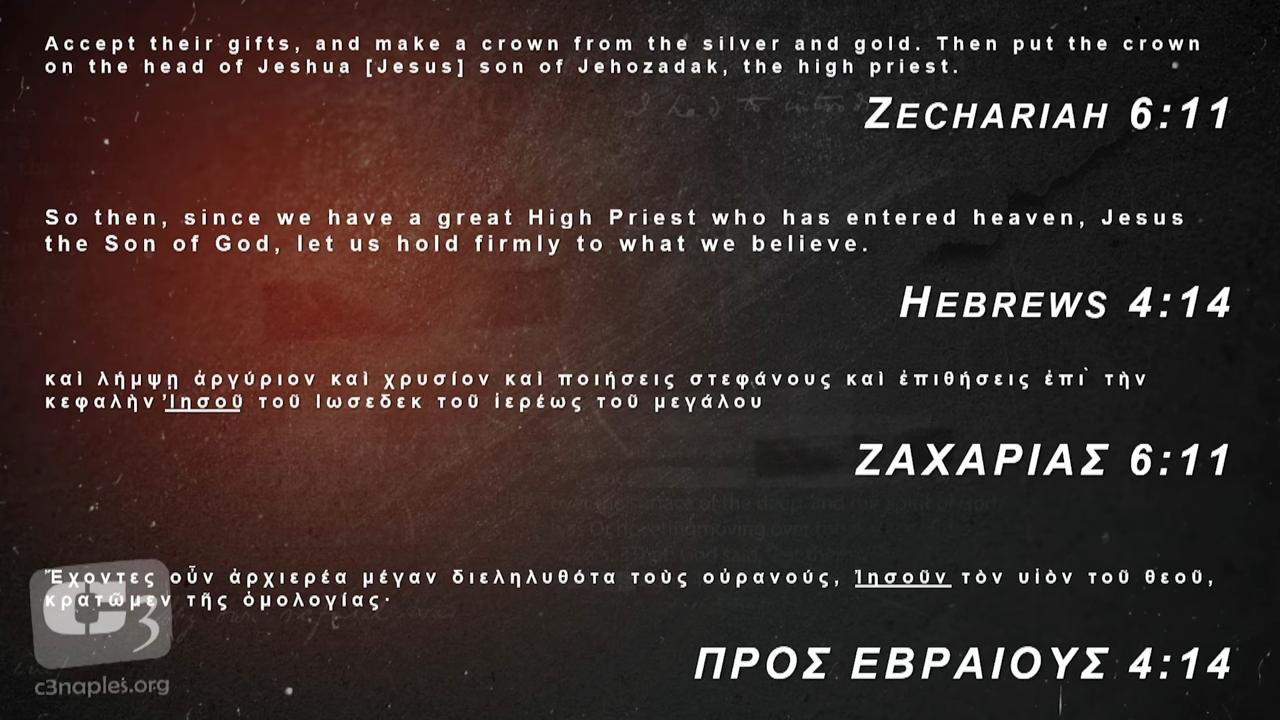 Accept their gifts, and make a crown from the silver and gold. Then put the crown
on the head of Jeshua [Jesus] son of Jehozadak, the high priest.
ZECHARIAH 6:11
So then, since we have a great High Priest who has entered heaven, Jesus
the Son of God, let us hold firmly to what we believe.
HEBREWS 4:14
καὶ λήμψῃ ἀργύριον καὶ χρυσίον καὶ ποιήσεις στεφάνους καὶ ἐπιθήσεις ἐπὶ τὴν
κεφαλὴν Ἰησοῦ τοῦ Ιωσεδεκ τοῦ ἱερέως τοῦ μεγάλου
ΖΑΧΑΡΙΑΣ 6:11
Ἔχοντες οὖν ἀρχιερέα μέγαν διεληλυθότα τοὺς οὐρανούς, Ἰησοῦν τὸν υἱὸν τοῦ θεοῦ,
κρατῶμεν τῆς ὁμολογίας·
ΠΡΟΣ ΕΒΡΑΙΟΥΣ 4:14
C3
c3naples.org